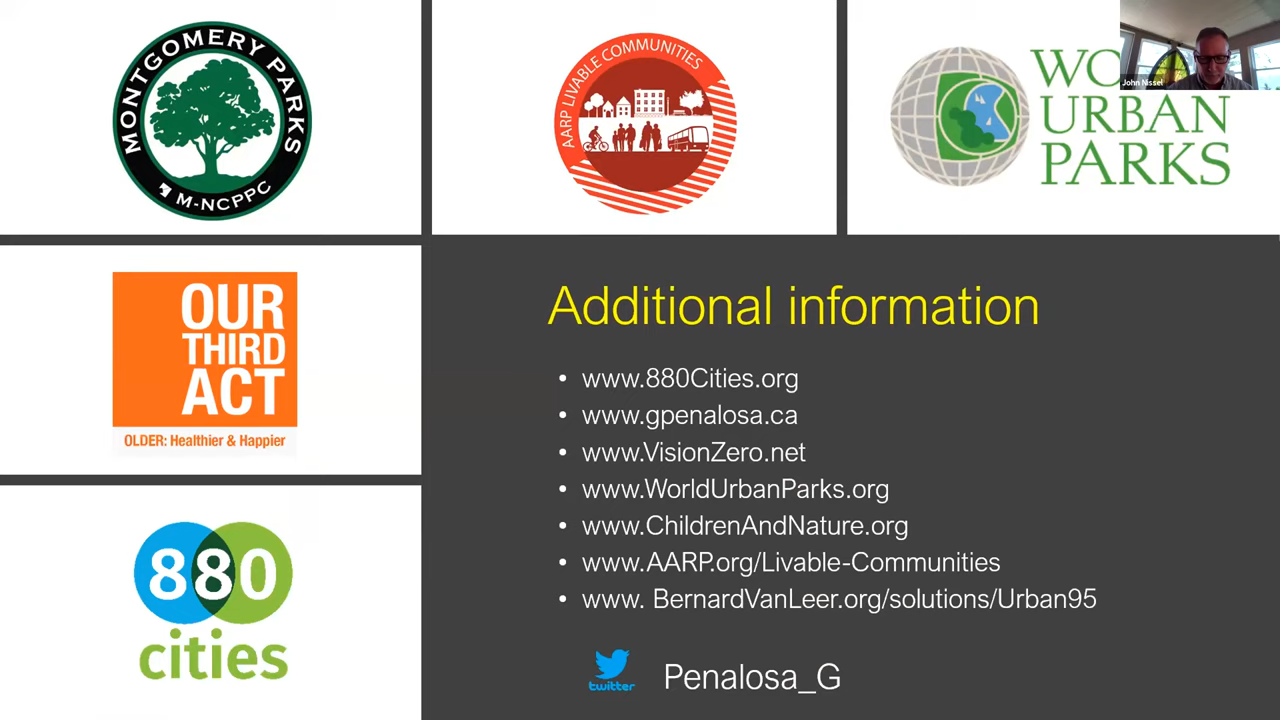 MONTGOMERY PARKS
M-NCPPC
AARP LIVABLE COMMUNITIES
URBAN
PARKS
John Nissel
OUR
THIRD
ACT
OLDER: Healthier & Happier
880
cities
Additional information
• www.880Cities.org
• www.gpenalosa.ca
• www.VisionZero.net
• www.WorldUrbanParks.org
• www.ChildrenAndNature.org
• www.AARP.org/Livable-Communities
• www. BernardVanLeer.org/solutions/Urban95
twitter
Penalosa_G